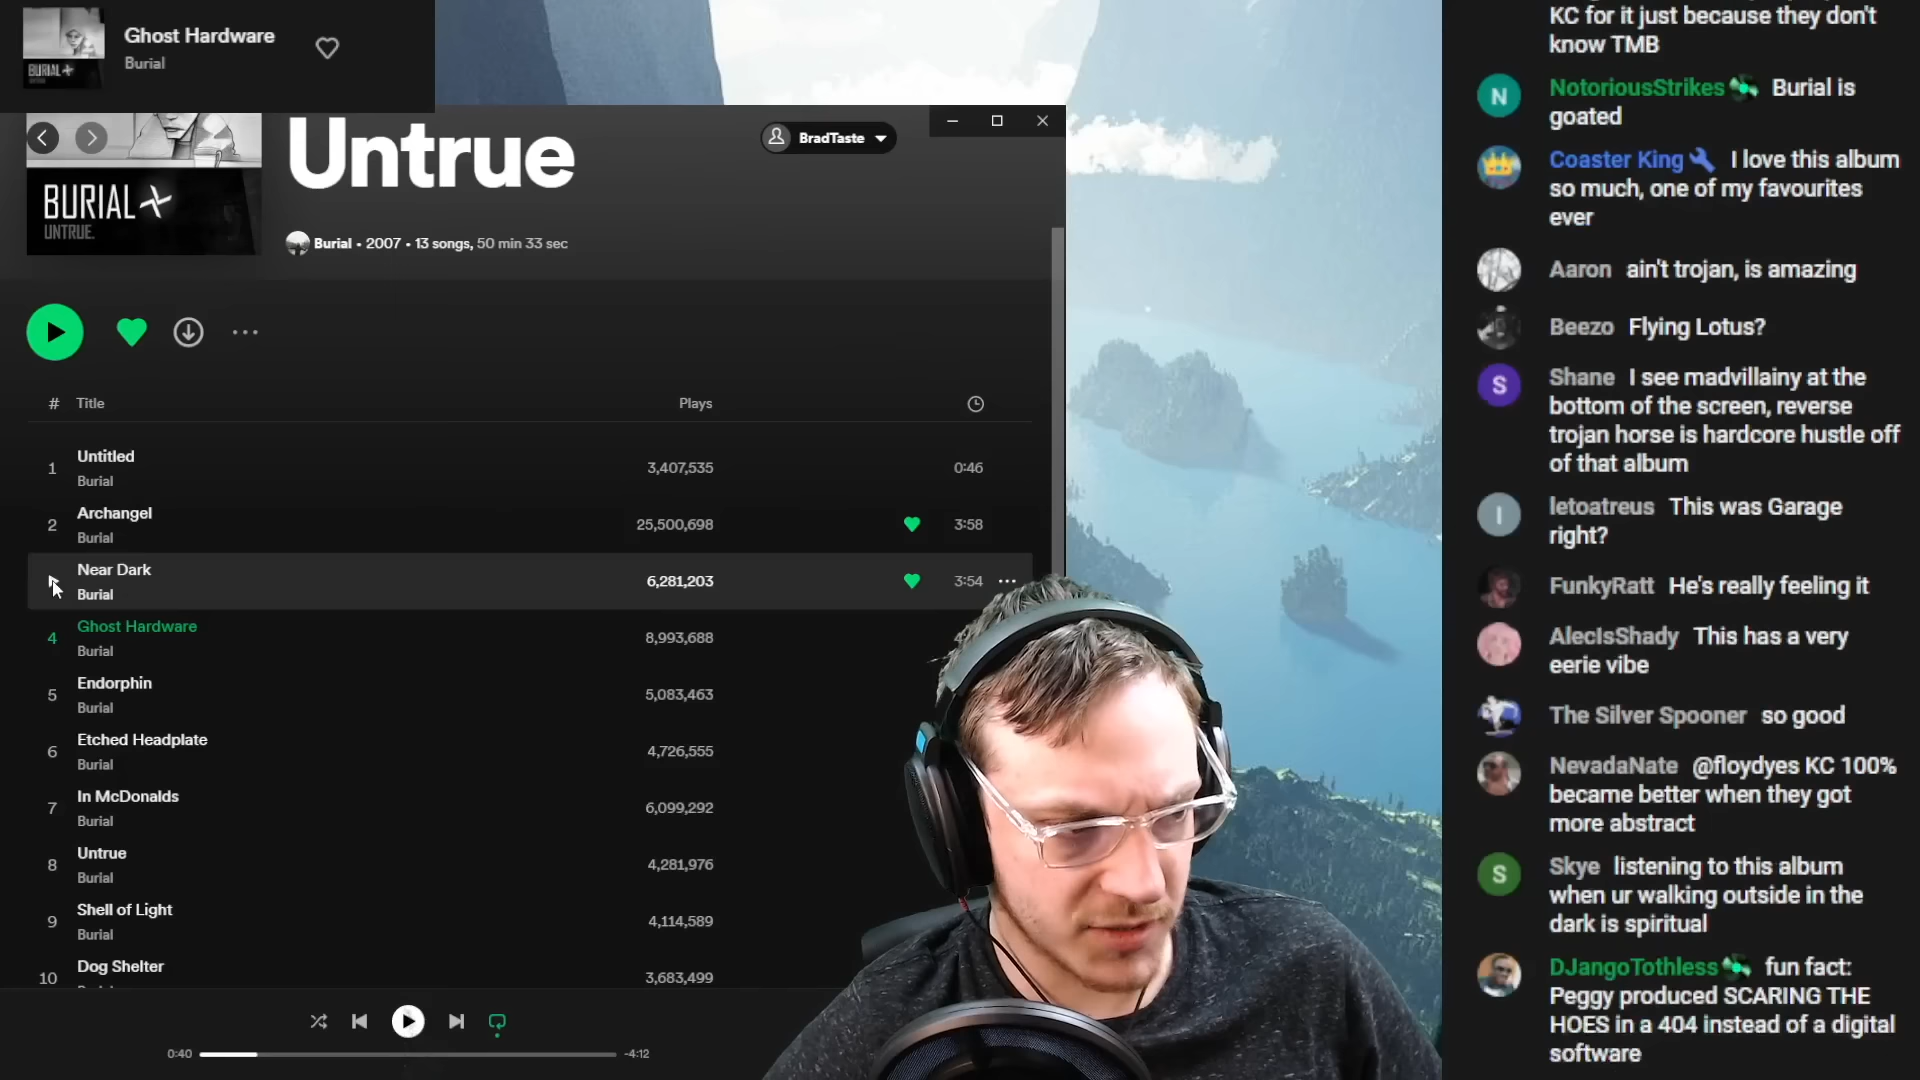 Ghost Hardware
Burial
BURIAL
Untrue
BradTaste
BURIAL
UNTRUE.
Burial • 2007 • 13 songs, 50 min 33 sec
# Title Plays
1 Untitled 3,407,535 0:46
Burial
2 Archangel 25,500,698 3:58
Burial
Near Dark 6,281,203 3:54
Burial
4 Ghost Hardware 8,993,688
Burial
5 Endorphin 5,083,463
Burial
6 Etched Headplate 4,726,555
Burial
7 In McDonalds 6,099,292
Burial
8 Untrue 4,281,976
Burial
9 Shell of Light 4,114,589
Burial
10 Dog Shelter 3,683,499
0:40 -4:12
KC for it just because they don't
know TMB
N NotoriousStrikes Burial is
goated
Coaster King I love this album
so much, one of my favourites
ever
Aaron ain't trojan, is amazing
Beezo Flying Lotus?
S Shane I see madvillainy at the
bottom of the screen, reverse
trojan horse is hardcore hustle off
of that album
l letoatreus This was Garage
right?
FunkyRatt He's really feeling it
AlecIsShady This has a very
eerie vibe
The Silver Spooner so good
NevadaNate @floydyes KC 100%
became better when they got
more abstract
S Skye listening to this album
when ur walking outside in the
dark is spiritual
DJangoTothless fun fact:
Peggy produced SCARING THE
HOES in a 404 instead of a digital
software